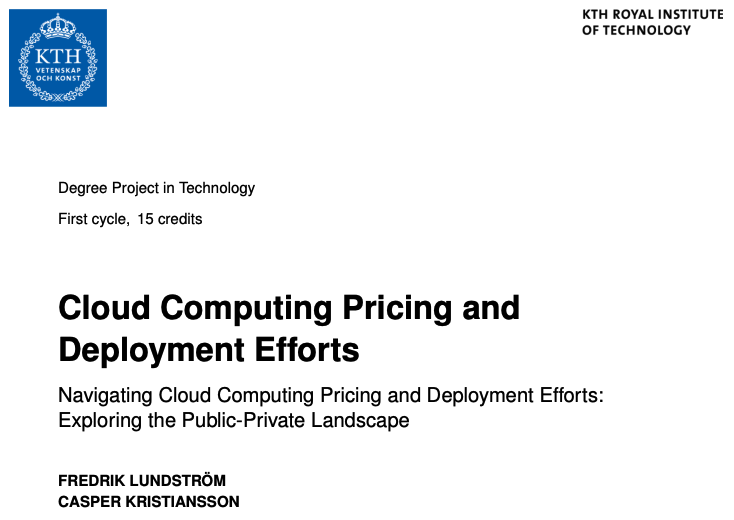 KTH
VETENSKAP
OCH KONST
KTH ROYAL INSTITUTE
OF TECHNOLOGY
Degree Project in Technology
First cycle, 15 credits
Cloud Computing Pricing and
Deployment Efforts
Navigating Cloud Computing Pricing and Deployment Efforts:
Exploring the Public-Private Landscape
FREDRIK LUNDSTRÖM
CASPER KRISTIANSSON